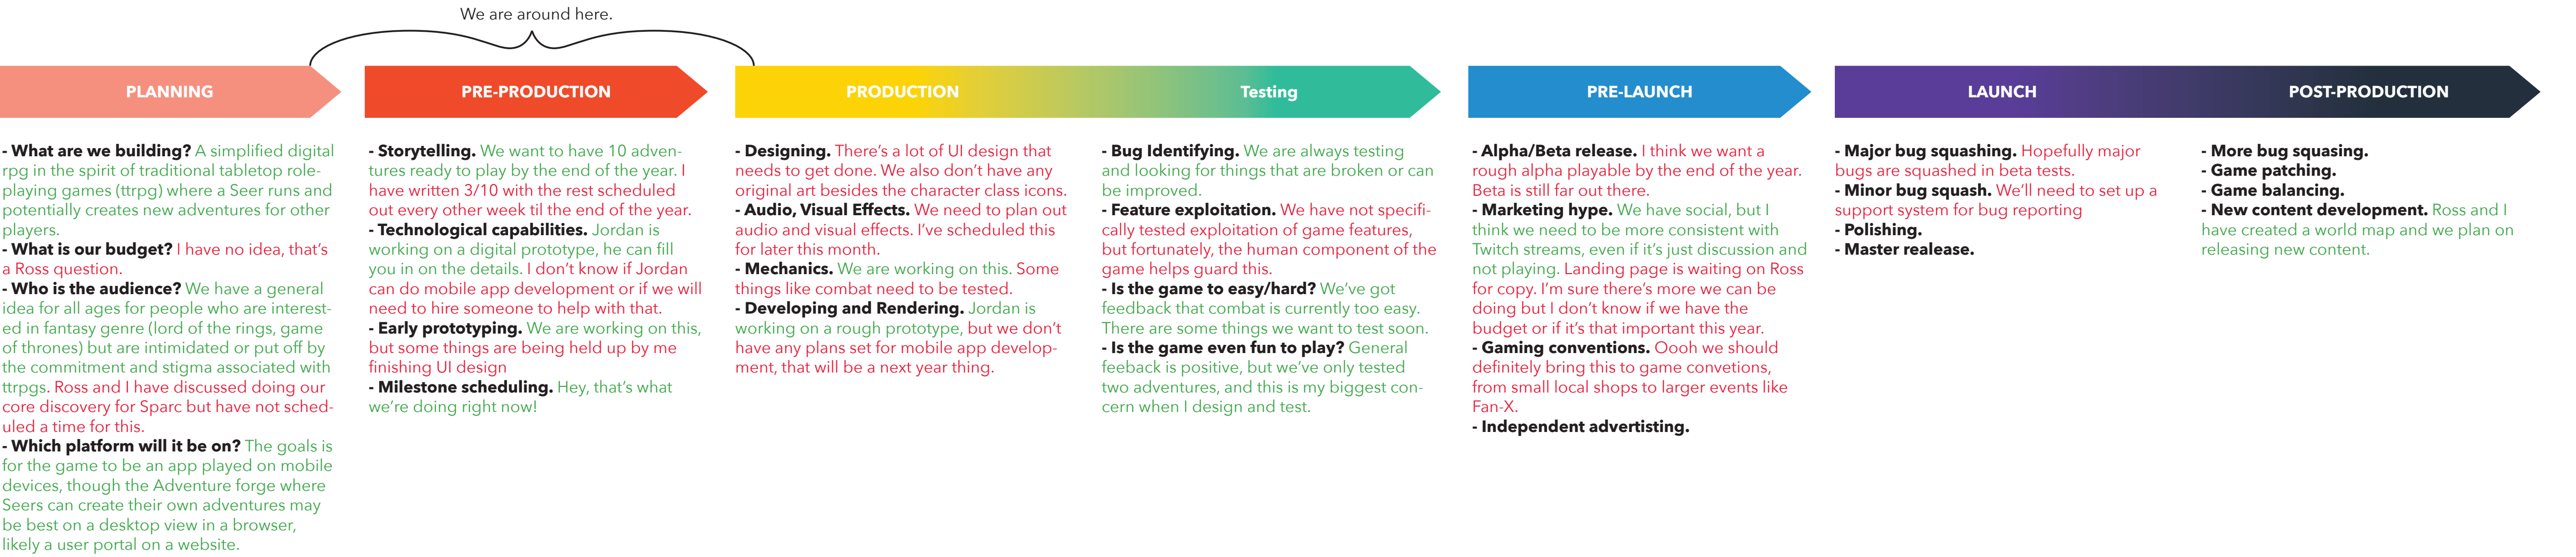 We are around here.
PLANNING
PRE-PRODUCTION
PRODUCTION
Testing
PRE-LAUNCH
LAUNCH
POST-PRODUCTION
- What are we building? A simplified digital
rpg in the spirit of traditional tabletop role-
playing games (ttrpg) where a Seer runs and
potentially creates new adventures for other
players.
- What is our budget? I have no idea, that's
a Ross question.
- Who is the audience? We have a general
idea for all ages for people who are interest-
ed in fantasy genre (lord of the rings, game
of thrones) but are intimidated or put off by
the commitment and stigma associated with
ttrpgs. Ross and I have discussed doing our
core discovery for Sparc but have not sched-
uled a time for this.
- Which platform will it be on? The goals is
for the game to be an app played on mobile
devices, though the Adventure forge where
Seers can create their own adventures may
be best on a desktop view in a browser,
likely a user portal on a website.
- Storytelling. We want to have 10 adven-
tures ready to play by the end of the year. I
have written 3/10 with the rest scheduled
out every other week til the end of the year.
- Technological capabilities. Jordan is
working on a digital prototype, he can fill
you in on the details. I don't know if Jordan
can do mobile app development or if we will
need to hire someone to help with that.
- Early prototyping. We are working on this,
but some things are being held up by me
finishing UI design
- Milestone scheduling. Hey, that's what
we're doing right now!
- Designing. There's a lot of UI design that
needs to get done. We also don't have any
original art besides the character class icons.
- Audio, Visual Effects. We need to plan out
audio and visual effects. I've scheduled this
for later this month.
- Mechanics. We are working on this. Some
things like combat need to be tested.
- Developing and Rendering. Jordan is
working on a rough prototype, but we don't
have any plans set for mobile app develop-
ment, that will be a next year thing.
- Bug Identifying. We are always testing
and looking for things that are broken or can
be improved.
- Feature exploitation. We have not specifi-
cally tested exploitation of game features,
but fortunately, the human component of the
game helps guard this.
- Is the game to easy/hard? We've got
feedback that combat is currently too easy.
There are some things we want to test soon.
- Is the game even fun to play? General
feeback is positive, but we've only tested
two adventures, and this is my biggest con-
cern when I design and test.
- Alpha/Beta release. I think we want a
rough alpha playable by the end of the year.
Beta is still far out there.
- Marketing hype. We have social, but I
think we need to be more consistent with
Twitch streams, even if it's just discussion and
not playing. Landing page is waiting on Ross
for copy. I'm sure there's more we can be
doing but I don't know if we have the
budget or if it's that important this year.
- Gaming conventions. Oooh we should
definitely bring this to game convetions,
from small local shops to larger events like
Fan-X.
- Independent advertisting.
- Major bug squashing. Hopefully major
bugs are squashed in beta tests.
- Minor bug squash. We'll need to set up a
support system for bug reporting
- Polishing.
- Master realease.
- More bug squasing.
- Game patching.
- Game balancing.
- New content development. Ross and I
have created a world map and we plan on
releasing new content.